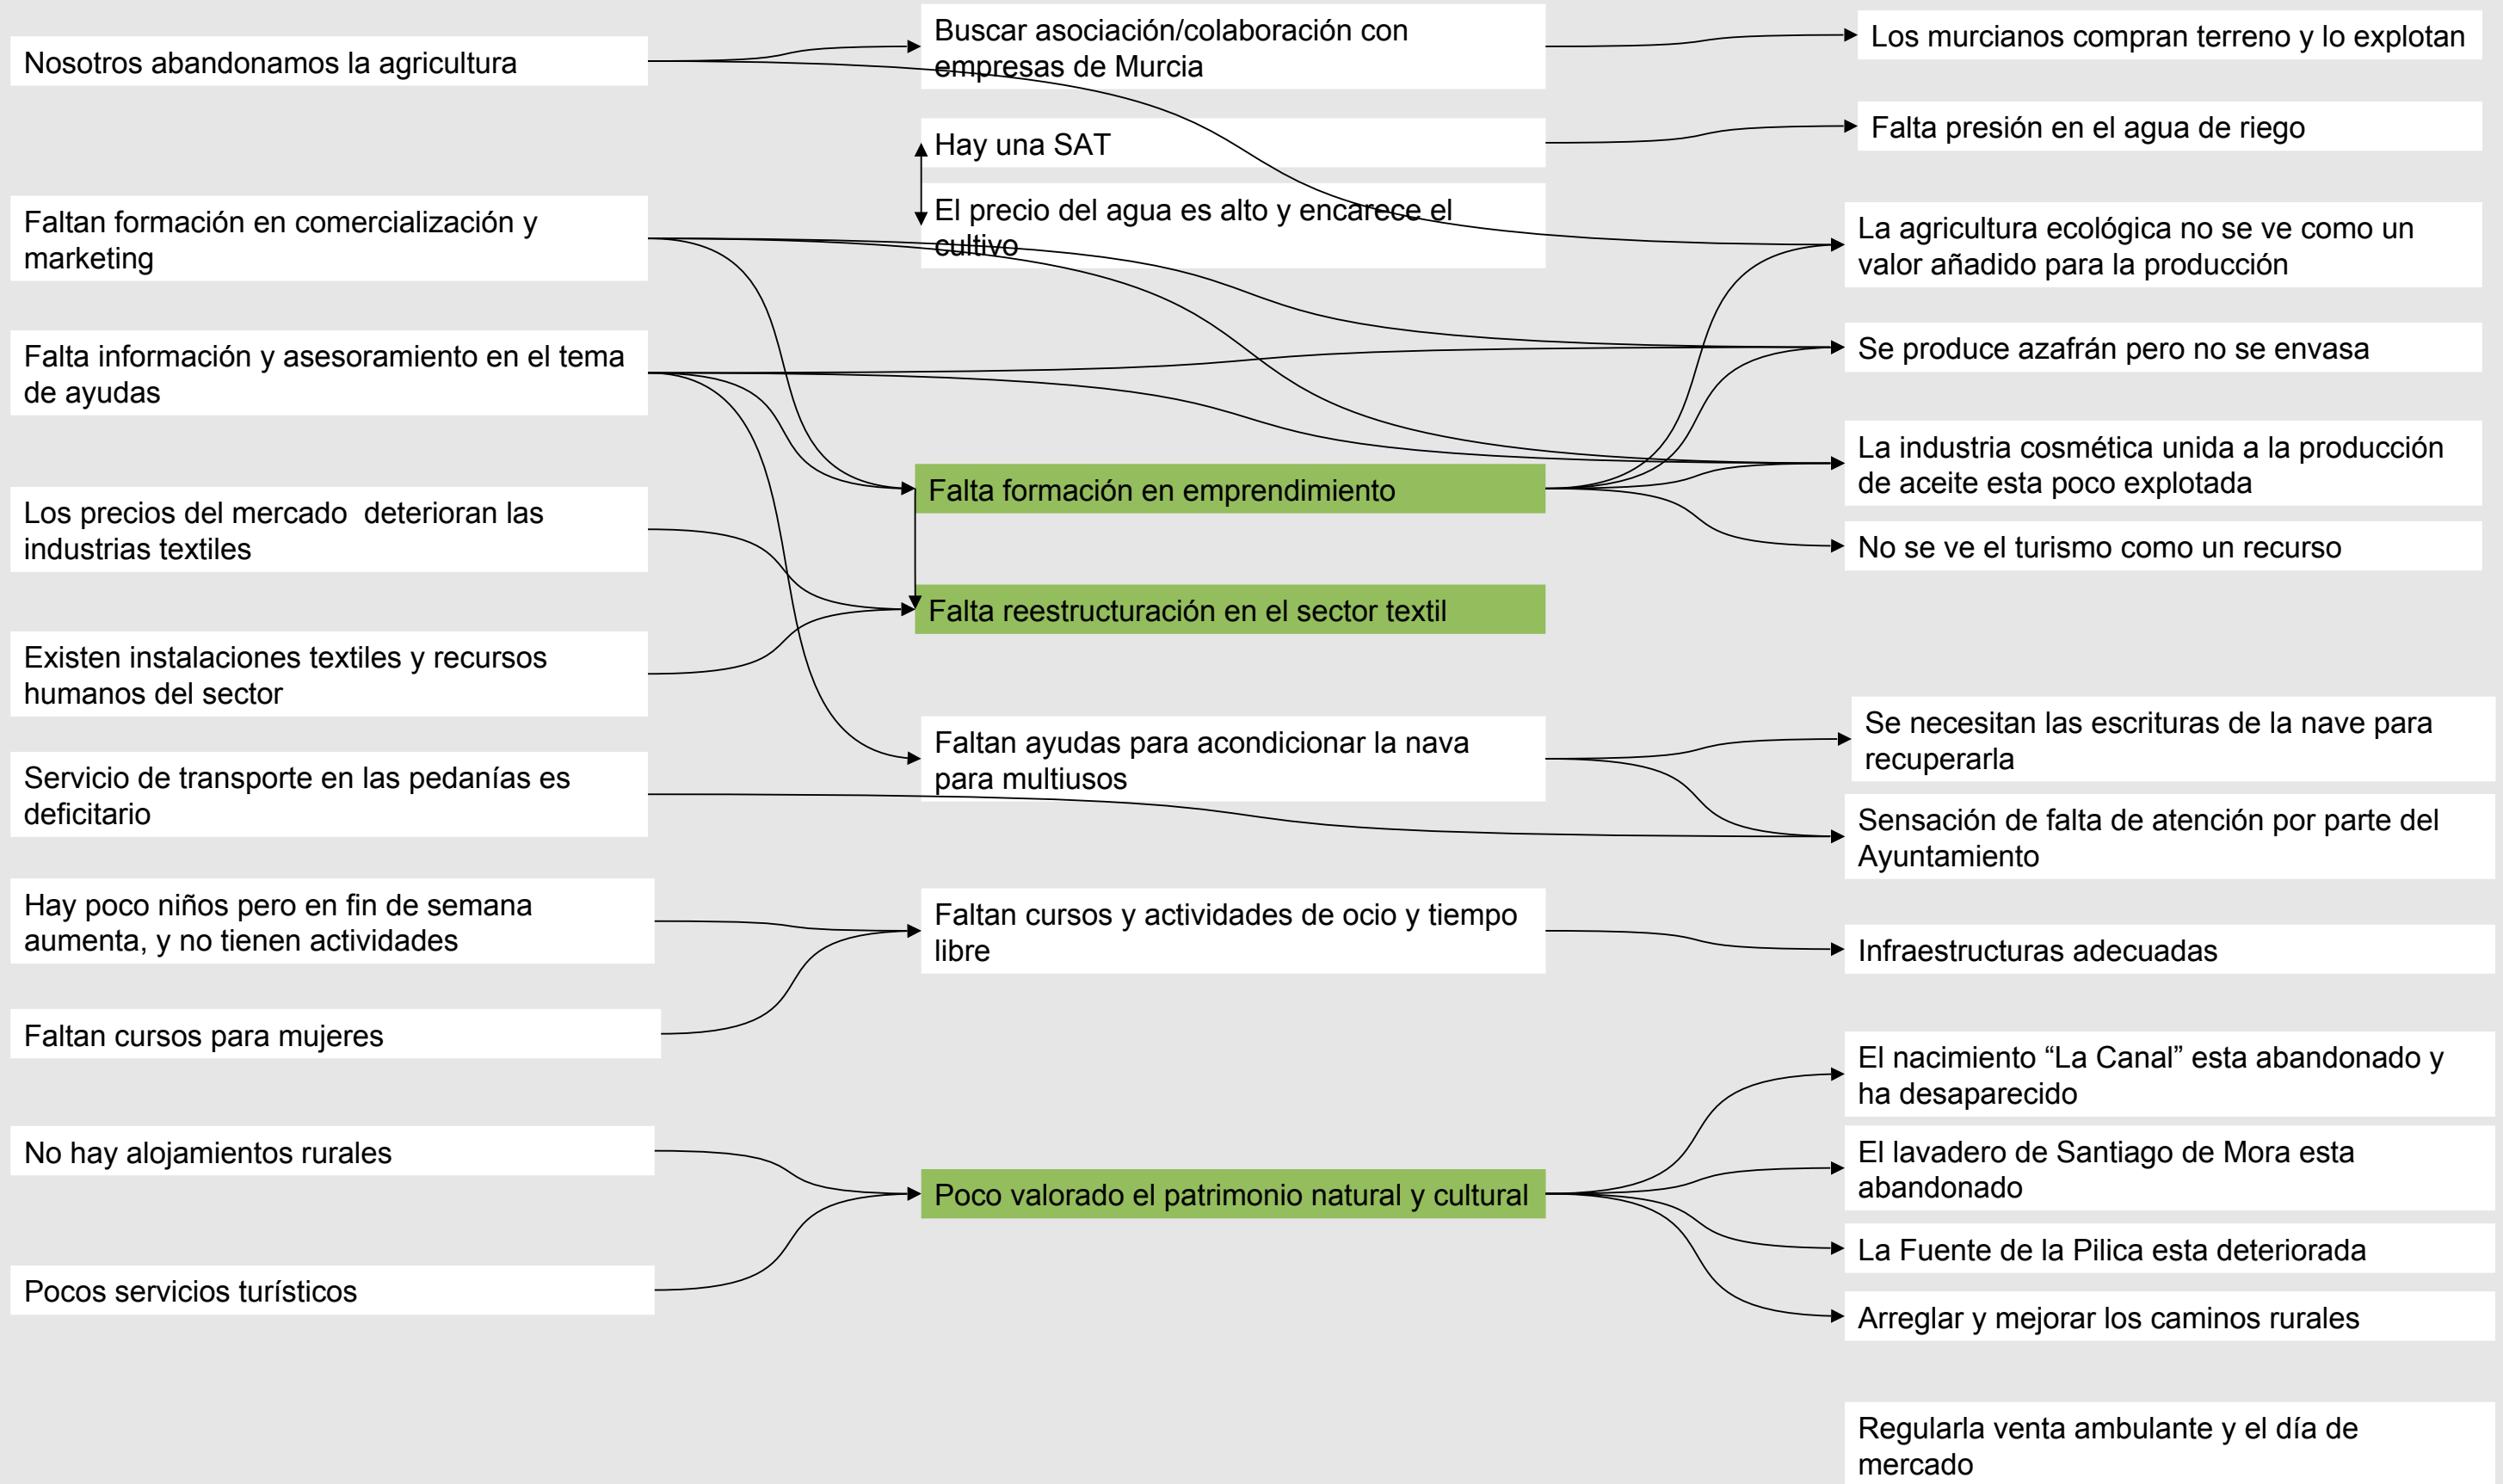 Nosotros abandonamos la agricultura
Faltan formación en comercialización y
marketing
Falta información y asesoramiento en el tema
de ayudas
Los precios del mercado  deterioran las
industrias textiles
Existen instalaciones textiles y recursos
humanos del sector
Servicio de transporte en las pedanías es
deficitario
Hay poco niños pero en fin de semana
aumenta, y no tienen actividades
Faltan cursos para mujeres
No hay alojamientos rurales
Pocos servicios turísticos
Buscar asociación/colaboración con
empresas de Murcia
Hay una SAT
El precio del agua es alto y encarece el
cultivo
Falta formación en emprendimiento
Falta reestructuración en el sector textil
Faltan ayudas para acondicionar la nava
para multiusos
Faltan cursos y actividades de ocio y tiempo
libre
Poco valorado el patrimonio natural y cultural
Los murcianos compran terreno y lo explotan
Falta presión en el agua de riego
La agricultura ecológica no se ve como un
valor añadido para la producción
Se produce azafrán pero no se envasa
La industria cosmética unida a la producción
de aceite esta poco explotada
No se ve el turismo como un recurso
Se necesitan las escrituras de la nave para
recuperarla
Sensación de falta de atención por parte del
Ayuntamiento
Infraestructuras adecuadas
El nacimiento “La Canal” esta abandonado y
ha desaparecido
El lavadero de Santiago de Mora esta
abandonado
La Fuente de la Pilica esta deteriorada
Arreglar y mejorar los caminos rurales
Regularla venta ambulante y el día de
mercado